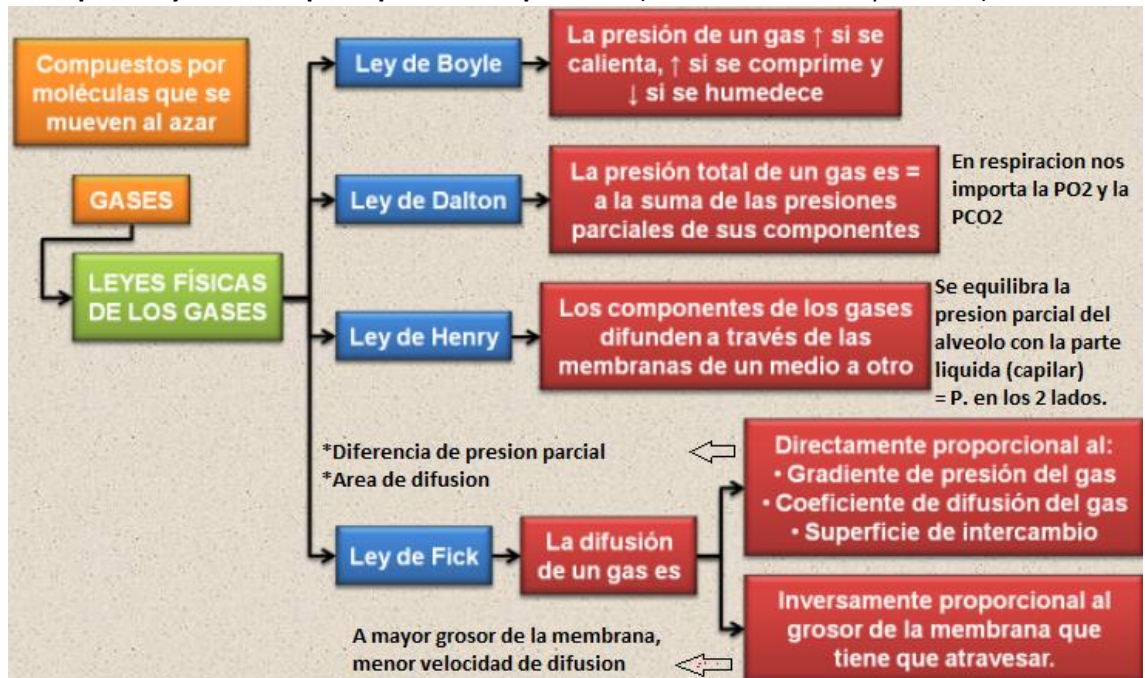 Compuestos por
moléculas que se
mueven al azar
GASES
LEYES FÍSICAS
DE LOS GASES
Ley de Boyle
La presión de un gas ↑ si se
calienta, ↑ si se comprime y
↓ si se humedece
Ley de Dalton
La presión total de un gas es =
a la suma de las presiones
parciales de sus componentes
En respiracion nos
importa la PO2 y la
PCO2
Ley de Henry
Los componentes de los gases
difunden a través de las
membranas de un medio a otro
Se equilibra la
presion parcial del
alveolo con la parte
liquida (capilar)
= P. en los 2 lados.
*Diferencia de presion parcial
*Area de difusion
Ley de Fick
La difusión
de un gas es
Directamente proporcional al:
• Gradiente de presión del gas
• Coeficiente de difusión del gas
• Superficie de intercambio
Inversamente proporcional al
grosor de la membrana que
tiene que atravesar.
A mayor grosor de la membrana,
menor velocidad de difusion